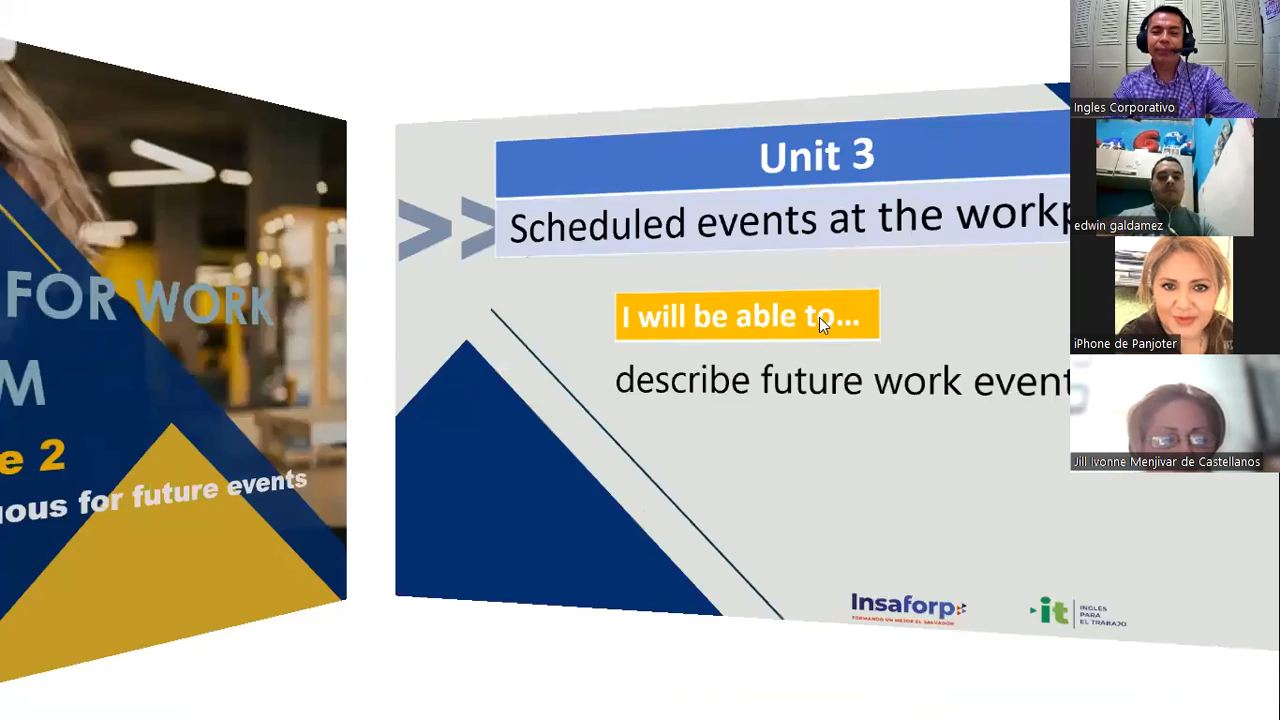 FOR WORK
M
e 2
uous for future events
Unit 3
Scheduled events at the workp
I will be able to...
describe future work event
Insaforp
FORMANDO UN MEJOR EL SALVADOR
it
INGLÉS
PARA
EL TRABAJO
Ingles Corporativo
edwin galdamez
iPhone de Panjoter
Jill Ivonne Menjivar de Castellanos